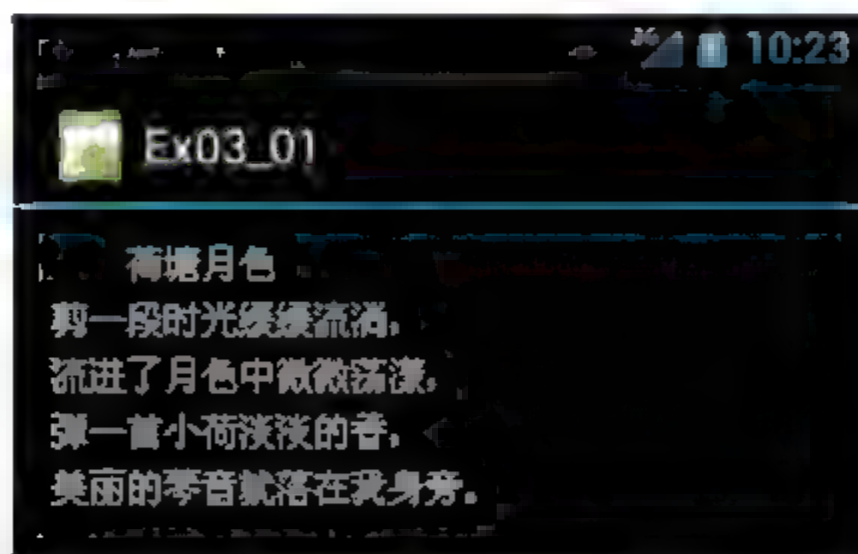 3G 10:23
Ex03_01
荷塘月色
剪一段时光缓缓流淌，
流进了月色中微微荡漾，
弹一首小荷淡淡的香，
美丽的琴音就落在我身旁。